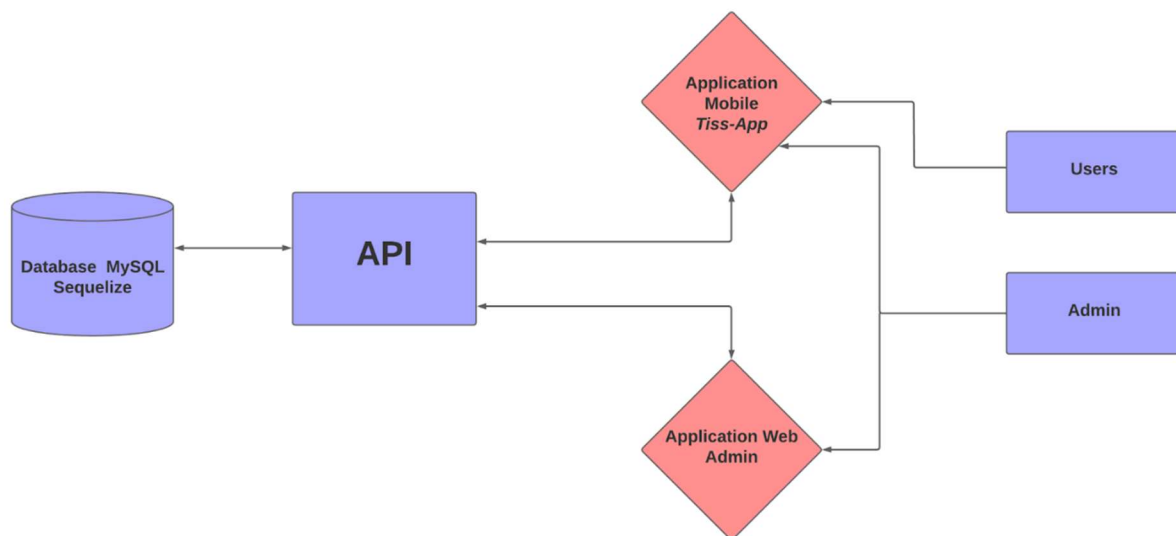 Application
Mobile
Tiss-App
Users
Database MySQL
Sequelize
API
Admin
Application Web
Admin